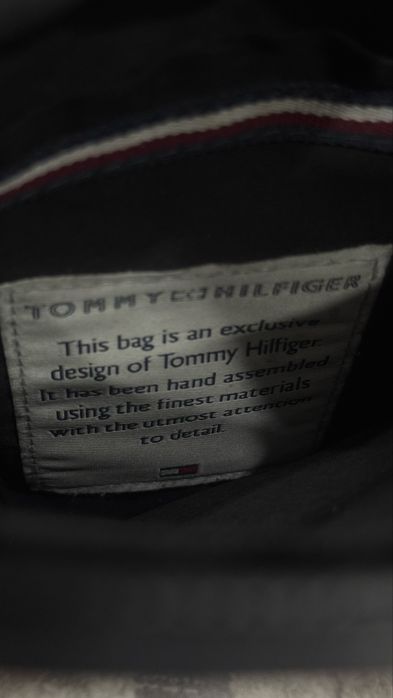 TOMMY HILFIGER
This bag is an exclusive
design of Tommy Hilfiger.
It has been hand assembled
using the finest materials
with the utmost attention
to detail.